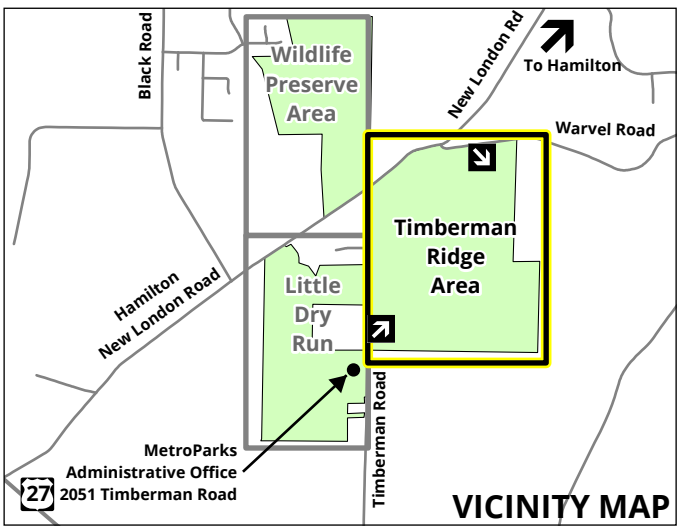 Black Road
Wildlife
Preserve
Area
New London Rd
To Hamilton
Warvel Road
Timberman
Ridge
Area
Hamilton
New London Road
Little
Dry
Run
Timberman Road
MetroParks
Administrative Office
2051 Timberman Road
27
VICINITY MAP